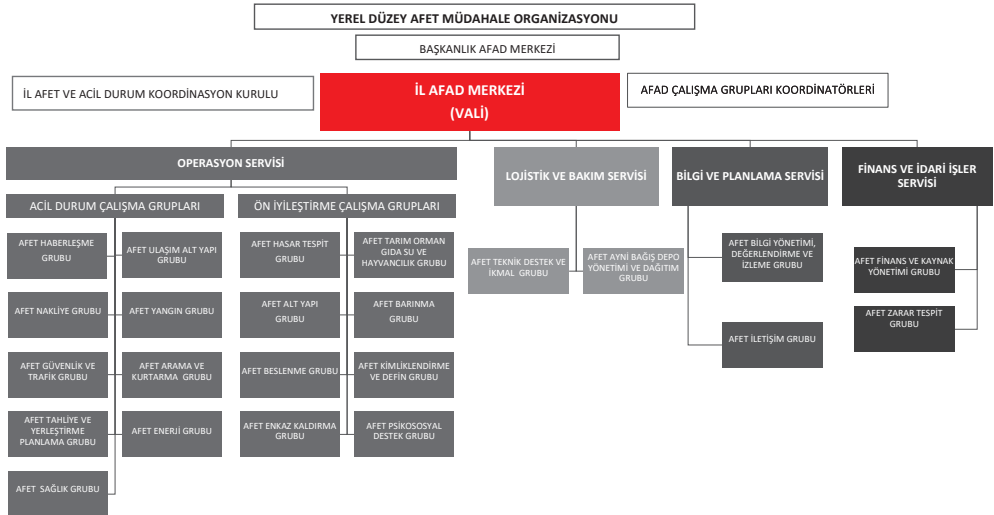 YEREL DÜZEY AFET MÜDAHALE ORGANİZASYONU
BAŞKANLIK AFAD MERKEZİ
İL AFET VE ACİL DURUM KOORDİNASYON KURULU
İL AFAD MERKEZİ
(VALİ)
AFAD ÇALIŞMA GRUPLARI KOORDİNATÖRLERİ
OPERASYON SERVİSİ
LOJİSTİK VE BAKIM SERVİSİ
BİLGİ VE PLANLAMA SERVİSİ
FİNANS VE İDARİ İŞLER
SERVİSİ
ACİL DURUM ÇALIŞMA GRUPLARI
ÖN İYİLEŞTİRME ÇALIŞMA GRUPLARI
AFET HABERLEŞME
GRUBU
AFET ULAŞIM ALT YAPI
GRUBU
AFET NAKLİYE GRUBU
AFET YANGIN GRUBU
AFET GÜVENLİK VE
TRAFİK GRUBU
AFET ARAMA VE
KURTARMA GRUBU
AFET TAHLİYE VE
YERLEŞTİRME
PLANLAMA GRUBU
AFET ENERJİ GRUBU
AFET SAĞLIK GRUBU
AFET HASAR TESPİT
GRUBU
AFET TARIM ORMAN
GIDA SU VE
HAYVANCILIK GRUBU
AFET ALT YAPI
GRUBU
AFET BARINMA
GRUBU
AFET BESLENME GRUBU
AFET KİMLİKLENDİRME
VE DEFİN GRUBU
AFET ENKAZ KALDIRMA
GRUBU
AFET PSİKOSOSYAL
DESTEK GRUBU
AFET TEKNİK DESTEK VE
İKMAL GRUBU
AFET AYNİ BAĞIŞ DEPO
YÖNETİMİ VE DAĞITIM
GRUBU
AFET BİLGİ YÖNETİMİ,
DEĞERLENDİRME VE
İZLEME GRUBU
AFET İLETİŞİM GRUBU
AFET FİNANS VE KAYNAK
YÖNETİMİ GRUBU
AFET ZARAR TESPİT
GRUBU